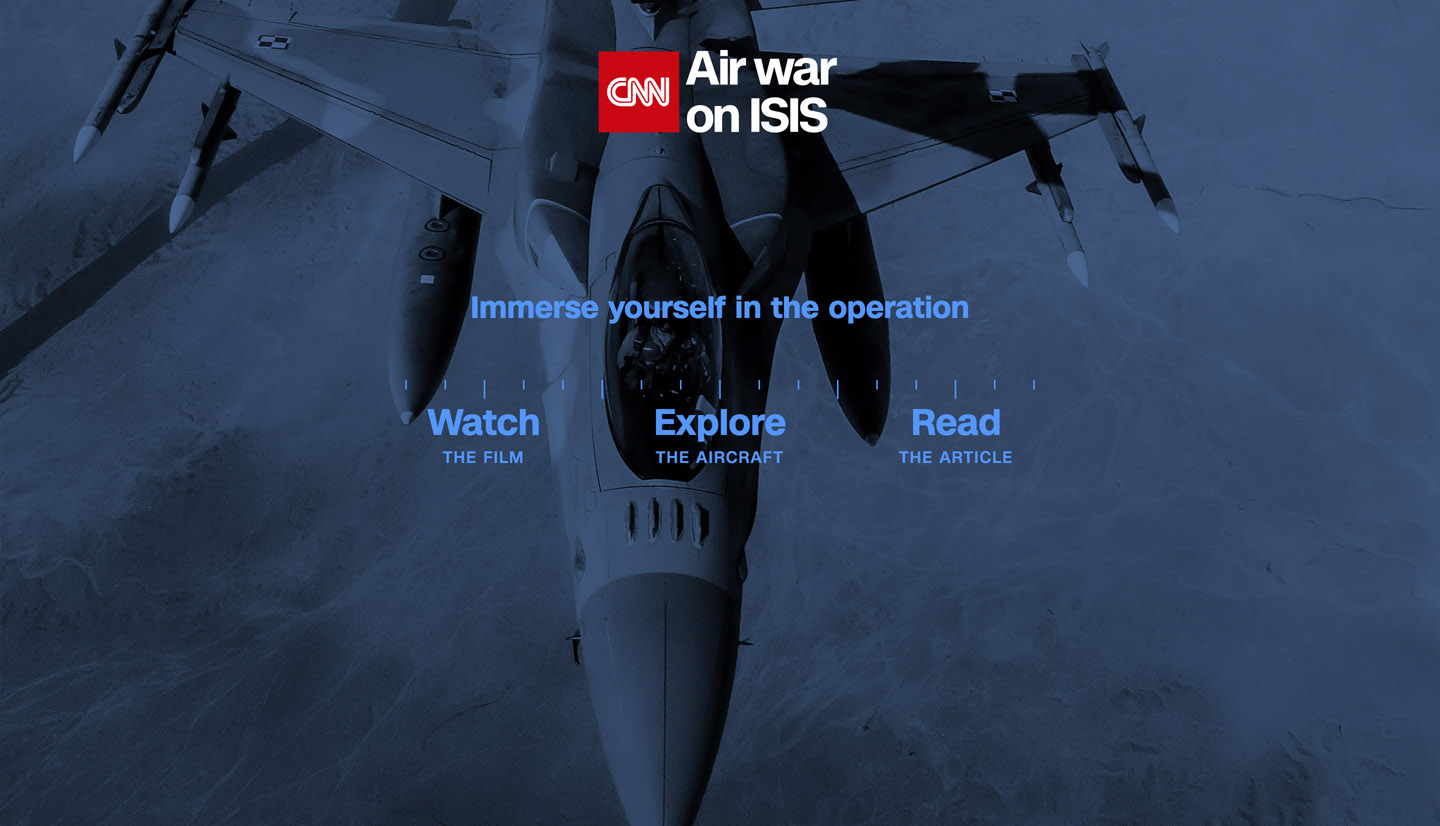 CNN
Air war
on ISIS
Immerse yourself in the operation
Watch
THE FILM
Explore
THE AIRCRAFT
Read
THE ARTICLE